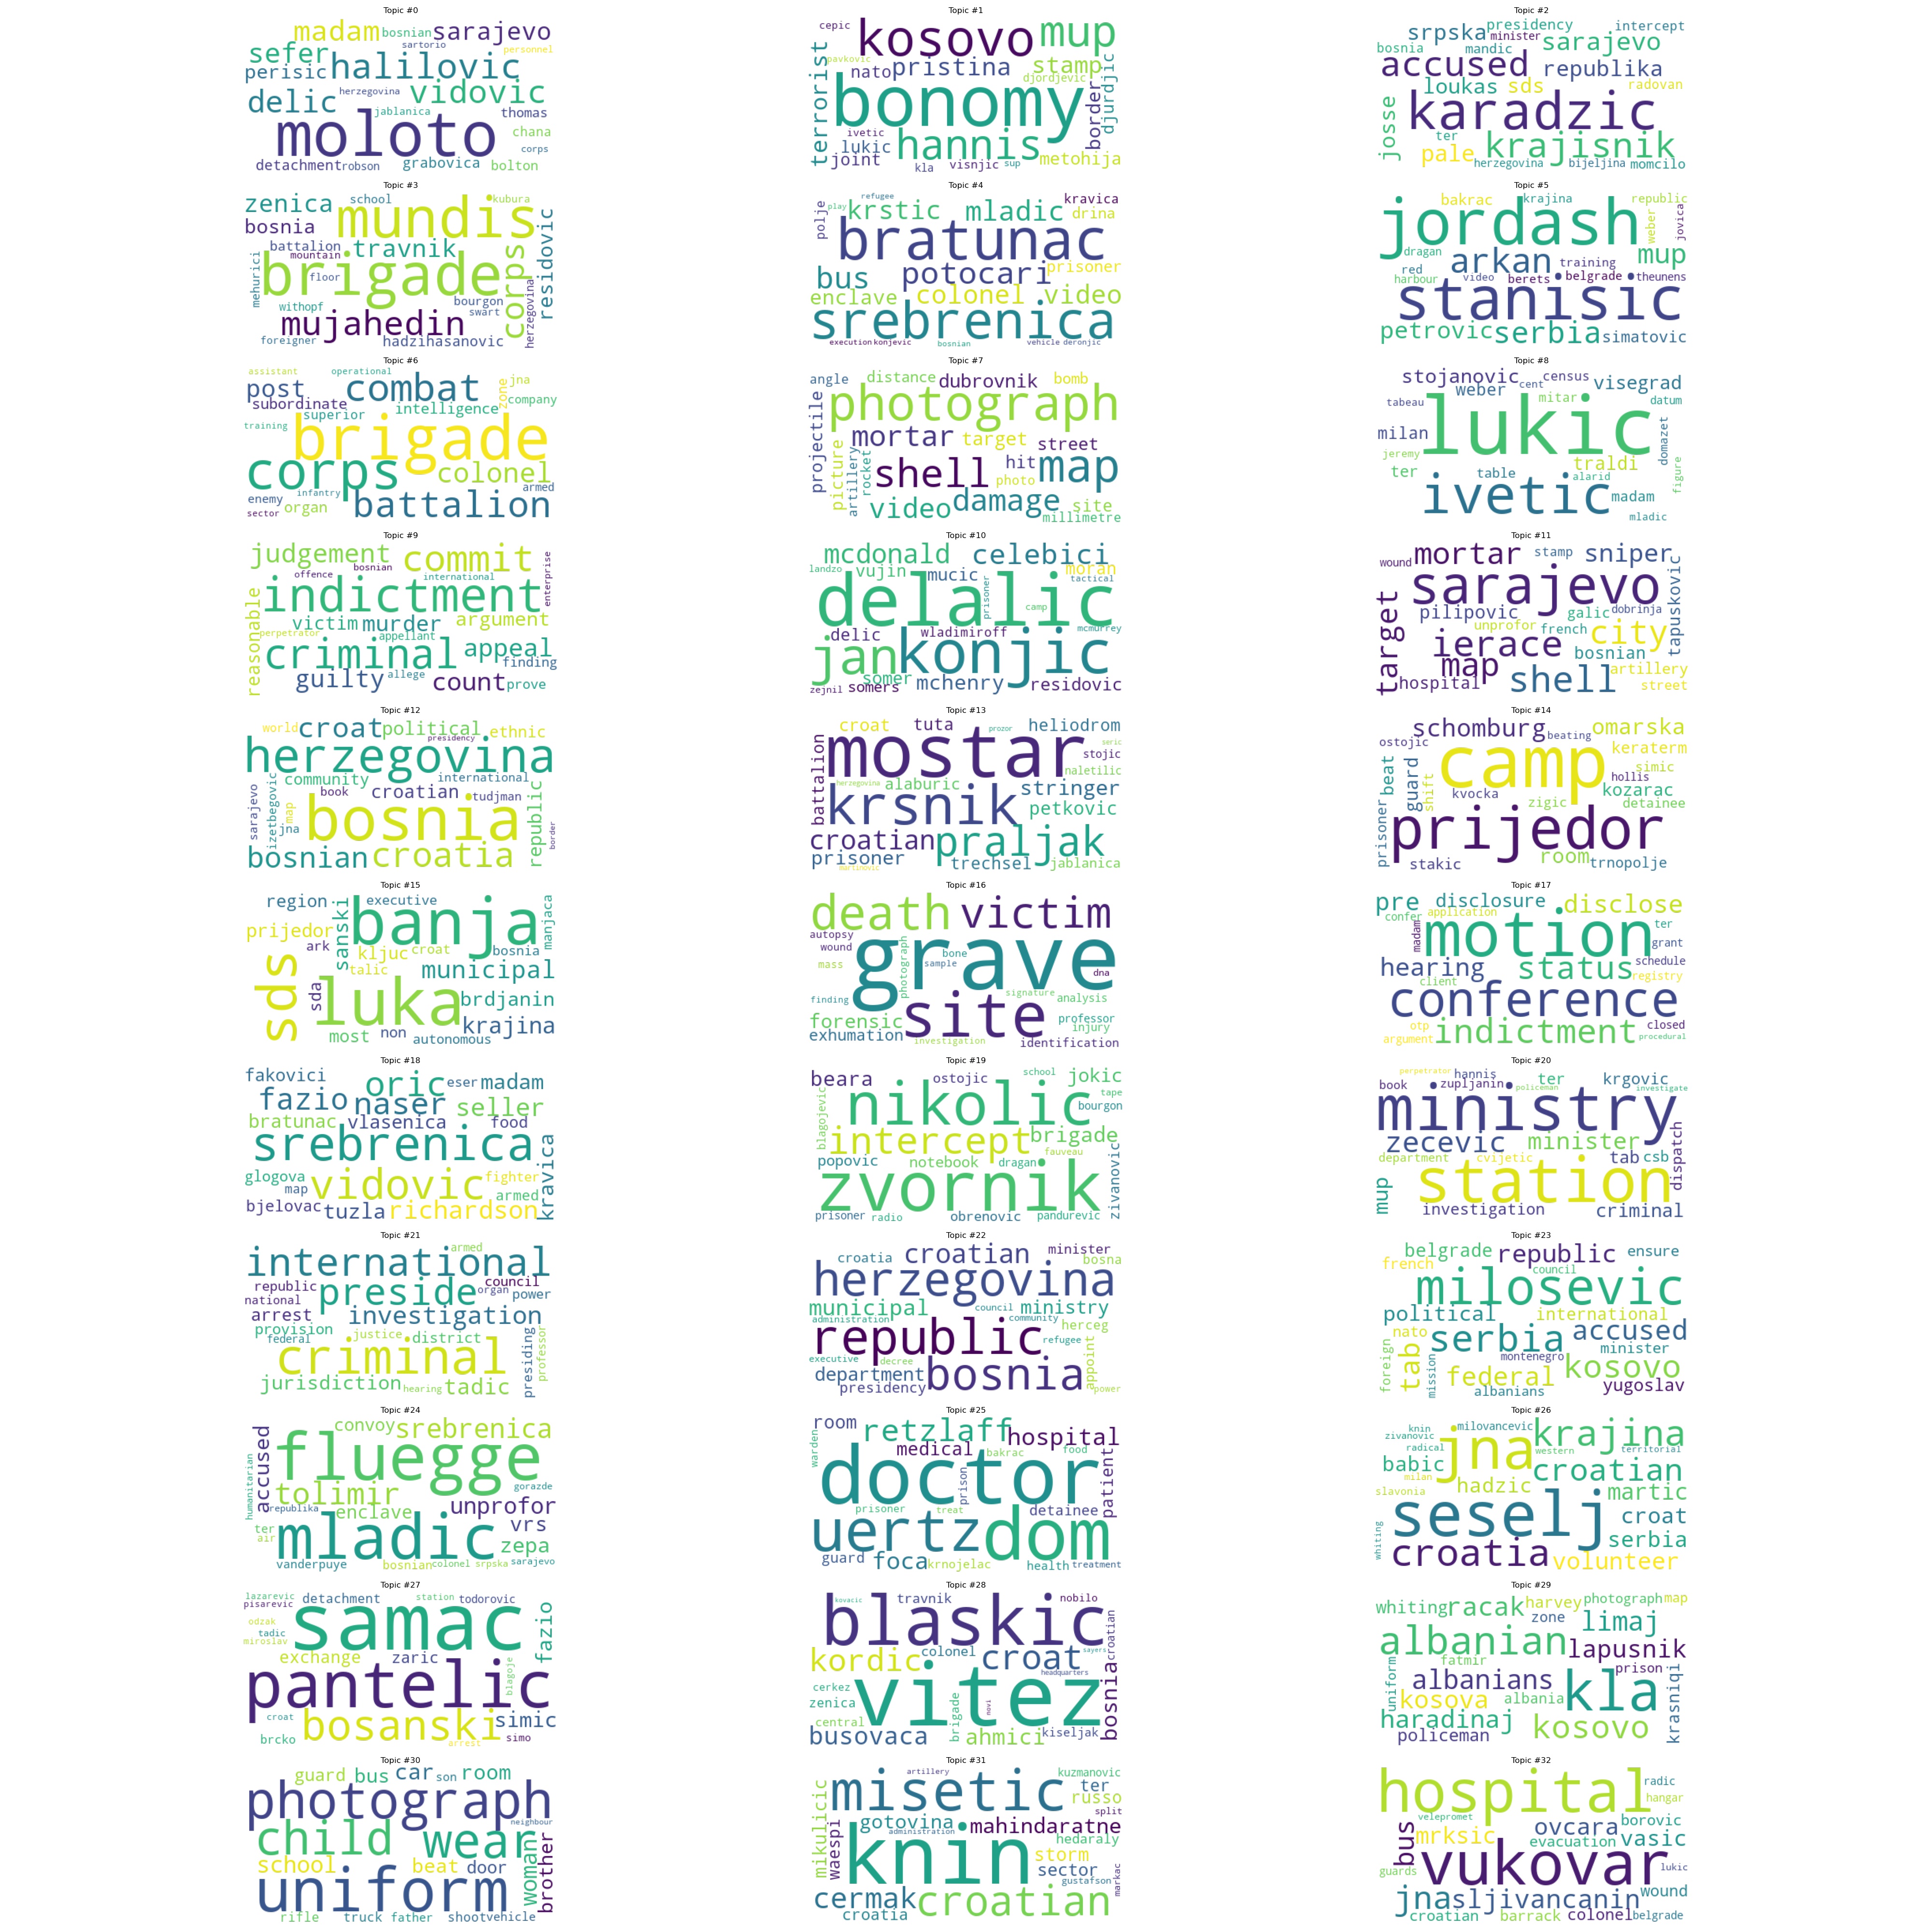 Topic #0
madam bosnian sarajevo
sartorio personnel
sefer
perisic halilovic
herzegovina
delic vidovic
jablanica thomas
moloto chana
corps
detachment robson grabovica bolton
Topic #1
cepic kosovo mup
terrorist pavkovic
nato pristina stamp
djordjevic
bonomy border djurdjic
ivetic
lukic hannis
joint kla visnjic sup metohija
Topic #2
srpska presidency intercept
minister
bosnia mandic sarajevo
accused republika
loukas sds radovan
josse karadzic
ter
pale krajisnik
herzegovina bijeljina momcilo
Topic #3
zenica school kubura
bosnia mundis
battalion travnik residovic
mountain
mehurici brigade corps
floor
withopf bourgon
swart herzegovina
mujahedin
foreigner hadzihasanovic
Topic #4
refugee kravica
polje play krstic mladic drina
bratunac
bus potocari prisoner
enclave colonel video
srebrenica
execution konjevic bosnian vehicle deronjic
Topic #5
bakrac krajina republic
jordash weber jovica
dragan arkan training mup
red video berets belgrade theunens
harbour
stanisic
petrovic serbia simatovic
Topic #6
assistant operational
post combat zone jna
subordinate company
superior intelligence
training brigade
corps colonel
infantry armed
enemy
sector organ battalion
Topic #7
angle distance dubrovnik bomb
projectile photograph
mortar target street
picture artillery rocket shell hit map
photo
video damage site
millimetre
Topic #8
stojanovic census visegrad
weber cent
tabeau mitar datum
milan lukic domazet
jeremy traldi
ter table figure
ivetic alarid
madam
mladic
Topic #9
judgement commit
offence bosnian international enterprise
indictment
reasonable victim murder argument
perpetrator appellant
criminal appeal
finding
guilty allege count prove
Topic #10
mcdonald celebici
landzo vujin mucic moran
tactical
delalic prisoner camp
delic wladimiroff mcmurrey
jan konjic
somer
zejnil somers mchenry residovic
Topic #11
wound mortar stamp sniper
sarajevo tapuskovic
pilipovic galic dobrinja
target unprofor french city
ierace bosnian
map artillery
hospital shell street
Topic #12
world croat political ethnic
presidency
herzegovina
community international
book croatian tudjman
sarajevo izetbegovic map jna bosnia republic border
bosnian croatia
Topic #13
croat tuta prozor heliodrom
seric
battalion mostar stojic
naletilic
herzegovina alaburic stringer
krsnik petkovic
croatian praljak
prisoner trechsel jablanica
Topic #14
schomburg omarska
ostojic beating keraterm
camp simic
prisoner beat guard shift hollis
kvocka kozarac
zigic detainee
prijedor
stakic room trnopolje
Topic #15
region executive
sanski banja manjaca
prijedor
ark kljuc croat bosnia
talic municipal
sds sda luka brdjanin
krajina
most non autonomous
Topic #16
death victim
autopsy
wound bone
mass photograph grave sample dna
finding signature analysis
forensic site professor
injury
exhumation investigation identification
Topic #17
pre disclosure disclose
confer application ter
madam motion grant
hearing status schedule
registry
client
conference
otp
argument indictment closed
procedural
Topic #18
fakovici oric eser madam
fazio naser seller
bratunac vlasenica food
srebrenica
glogova fighter kravica
map vidovic armed
bjelovac tuzla richardson
Topic #19
beara ostojic school jokic
tape
blagojevic nikolic bourgon
intercept brigade
fauveau
popovic notebook dragan zivanovic
zvornik
prisoner radio obrenovic pandurevic
Topic #20
perpetrator hannis
book zupljanin policeman ter krgovic investigate
ministry
zecevic minister dispatch
department cvijetic tab csb
mup station
investigation criminal
Topic #21
armed
international
republic preside council
national organ power
arrest investigation
provision justice district
federal presiding professor
criminal
jurisdiction hearing tadic
Topic #22
croatia croatian minister
bosna
herzegovina
municipal council ministry
administration community herceg
republic refugee
executive decree appoint
department bosnia
presidency power
Topic #23
belgrade republic ensure
french council
milosevic
political international
nato serbia accused
foreign tab mission minister
montenegro
federal kosovo
albanians yugoslav
Topic #24
convoy srebrenica
humanitarian accused fluegge
gorazde
tolimir
republika enclave unprofor
ter vrs
air mladic zepa
vanderpuye bosnian colonel srpska sarajevo
Topic #25
room retzlaff hospital
warden medical bakrac food
doctor prison patient
prisoner treat detainee
uertz dom
guard foca krnojelac health treatment
Topic #26
knin milovancevic krajina
zivanovic
radical jna western territorial
babic croatian
milan hadzic
slavonia martic
seselj croat
whiting serbia
croatia volunteer
Topic #27
lazarevic detachment station todorovic
pisarevic
odzak samac fazio
tadic
miroslav
exchange zaric
pantelic blagoje
croat bosanski simic
brcko arrest simo
Topic #28
kovacic travnik nobilo
blaskic croatian
kordic colonel croat sayers
headquarters
cerkez vitez bosnia
zenica
central brigade novi
busovaca ahmici kiseljak
Topic #29
whiting racak harvey photograph map
zone limaj
albanian lapusnik
fatmir prison
uniform albanians
kosova albania kla krasniqi
haradinaj kosovo
policeman
Topic #30
guard bus car son room
photograph
neighbour
child wear
school beat door woman brother
uniform
rifle truck father shoot vehicle
Topic #31
artillery kuzmanovic
misetic ter
russo
mikulicic waespi gotovina split
administration mahindaratne
hedaraly
knin storm
sector
gustafson markac
cermak croatian
croatia
Topic #32
hospital radic
hangar
velepromet borovic
bus ovcara
mrksic evacuation vasic
guards vukovar lukic
jna sljivancanin wound
croatian barrack colonel belgrade